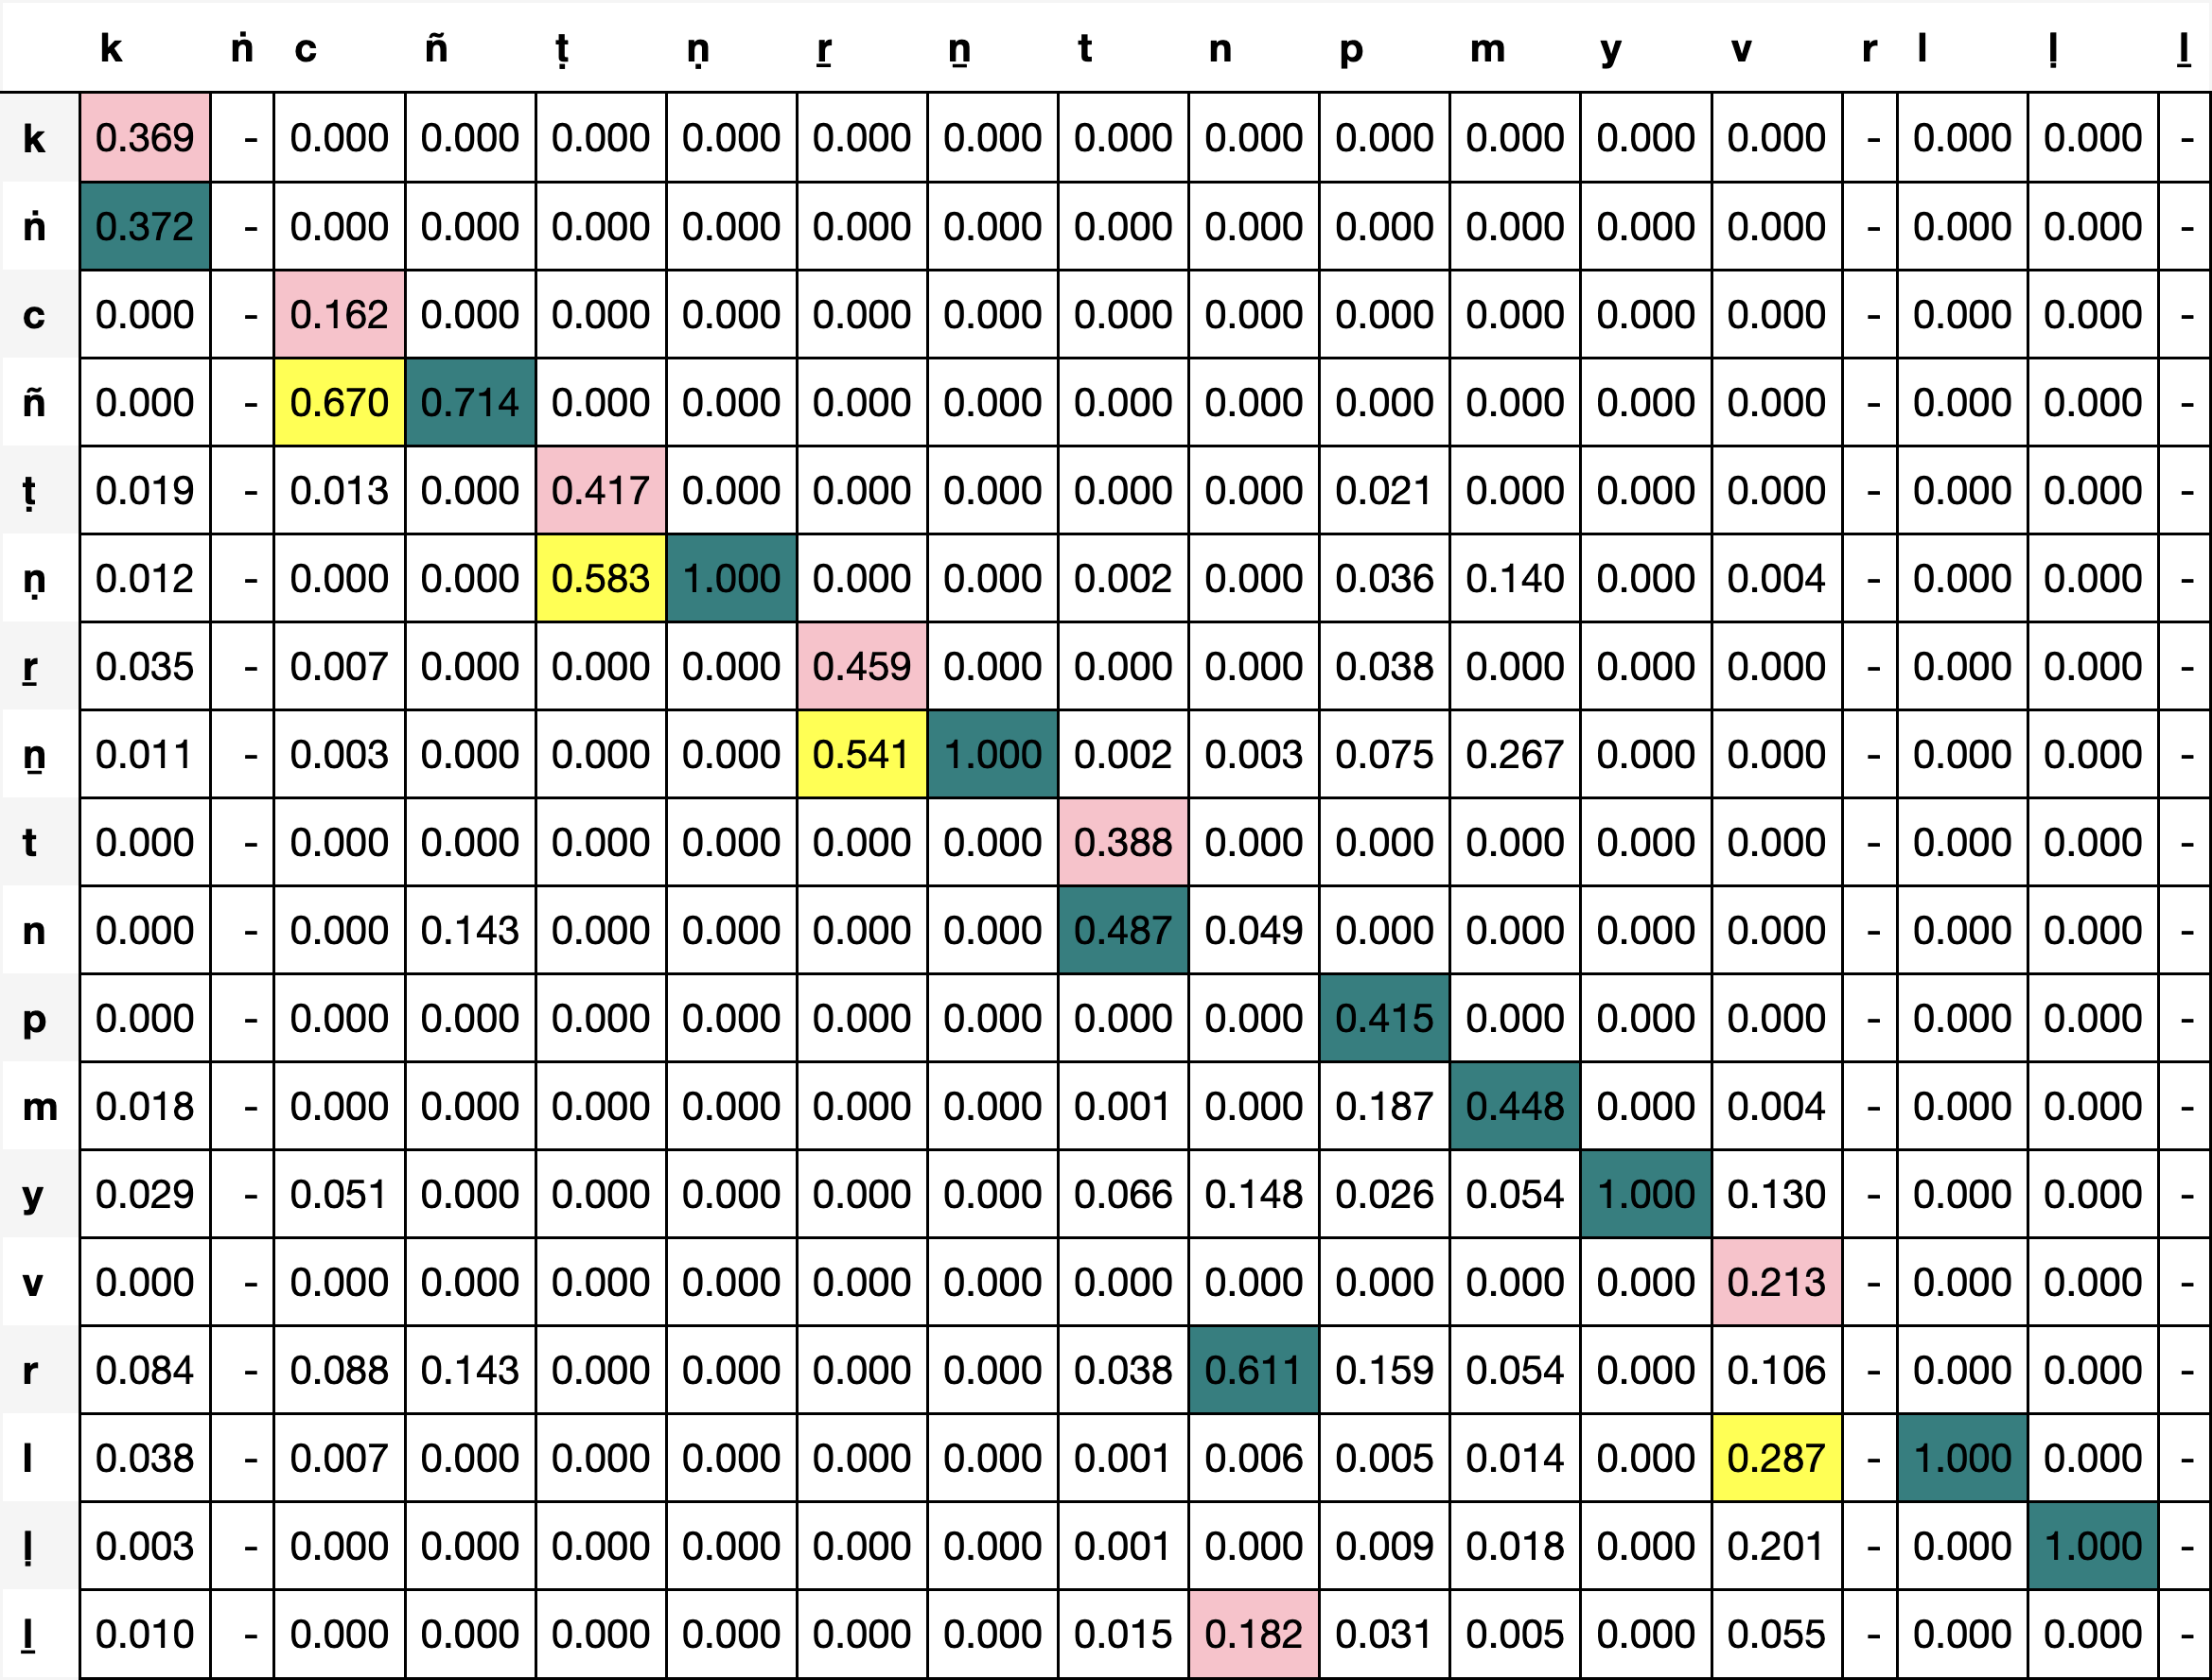 k ṅ c ñ ṭ ṇ ṟ ṉ t n p m y v r l ḷ ḻ
k 0.369 - 0.000 0.000 0.000 0.000 0.000 0.000 0.000 0.000 0.000 0.000 0.000 0.000 - 0.000 0.000 -
ṅ 0.372 - 0.000 0.000 0.000 0.000 0.000 0.000 0.000 0.000 0.000 0.000 0.000 0.000 - 0.000 0.000 -
c 0.000 - 0.162 0.000 0.000 0.000 0.000 0.000 0.000 0.000 0.000 0.000 0.000 0.000 - 0.000 0.000 -
ñ 0.000 - 0.670 0.714 0.000 0.000 0.000 0.000 0.000 0.000 0.000 0.000 0.000 0.000 - 0.000 0.000 -
ṭ 0.019 - 0.013 0.000 0.417 0.000 0.000 0.000 0.000 0.000 0.021 0.000 0.000 0.000 - 0.000 0.000 -
ṇ 0.012 - 0.000 0.000 0.583 1.000 0.000 0.000 0.002 0.000 0.036 0.140 0.000 0.004 - 0.000 0.000 -
ṟ 0.035 - 0.007 0.000 0.000 0.000 0.459 0.000 0.000 0.000 0.038 0.000 0.000 0.000 - 0.000 0.000 -
ṉ 0.011 - 0.003 0.000 0.000 0.000 0.541 1.000 0.002 0.003 0.075 0.267 0.000 0.000 - 0.000 0.000 -
t 0.000 - 0.000 0.000 0.000 0.000 0.000 0.000 0.388 0.000 0.000 0.000 0.000 0.000 - 0.000 0.000 -
n 0.000 - 0.000 0.143 0.000 0.000 0.000 0.000 0.487 0.049 0.000 0.000 0.000 0.000 - 0.000 0.000 -
p 0.000 - 0.000 0.000 0.000 0.000 0.000 0.000 0.000 0.000 0.415 0.000 0.000 0.000 - 0.000 0.000 -
m 0.018 - 0.000 0.000 0.000 0.000 0.000 0.000 0.001 0.000 0.187 0.448 0.000 0.004 - 0.000 0.000 -
y 0.029 - 0.051 0.000 0.000 0.000 0.000 0.000 0.066 0.148 0.026 0.054 1.000 0.130 - 0.000 0.000 -
v 0.000 - 0.000 0.000 0.000 0.000 0.000 0.000 0.000 0.000 0.000 0.000 0.000 0.213 - 0.000 0.000 -
r 0.084 - 0.088 0.143 0.000 0.000 0.000 0.000 0.038 0.611 0.159 0.054 0.000 0.106 - 0.000 0.000 -
l 0.038 - 0.007 0.000 0.000 0.000 0.000 0.000 0.001 0.006 0.005 0.014 0.000 0.287 - 1.000 0.000 -
ḷ 0.003 - 0.000 0.000 0.000 0.000 0.000 0.000 0.001 0.000 0.009 0.018 0.000 0.201 - 0.000 1.000 -
ḻ 0.010 - 0.000 0.000 0.000 0.000 0.000 0.000 0.015 0.182 0.031 0.005 0.000 0.055 - 0.000 0.000 -